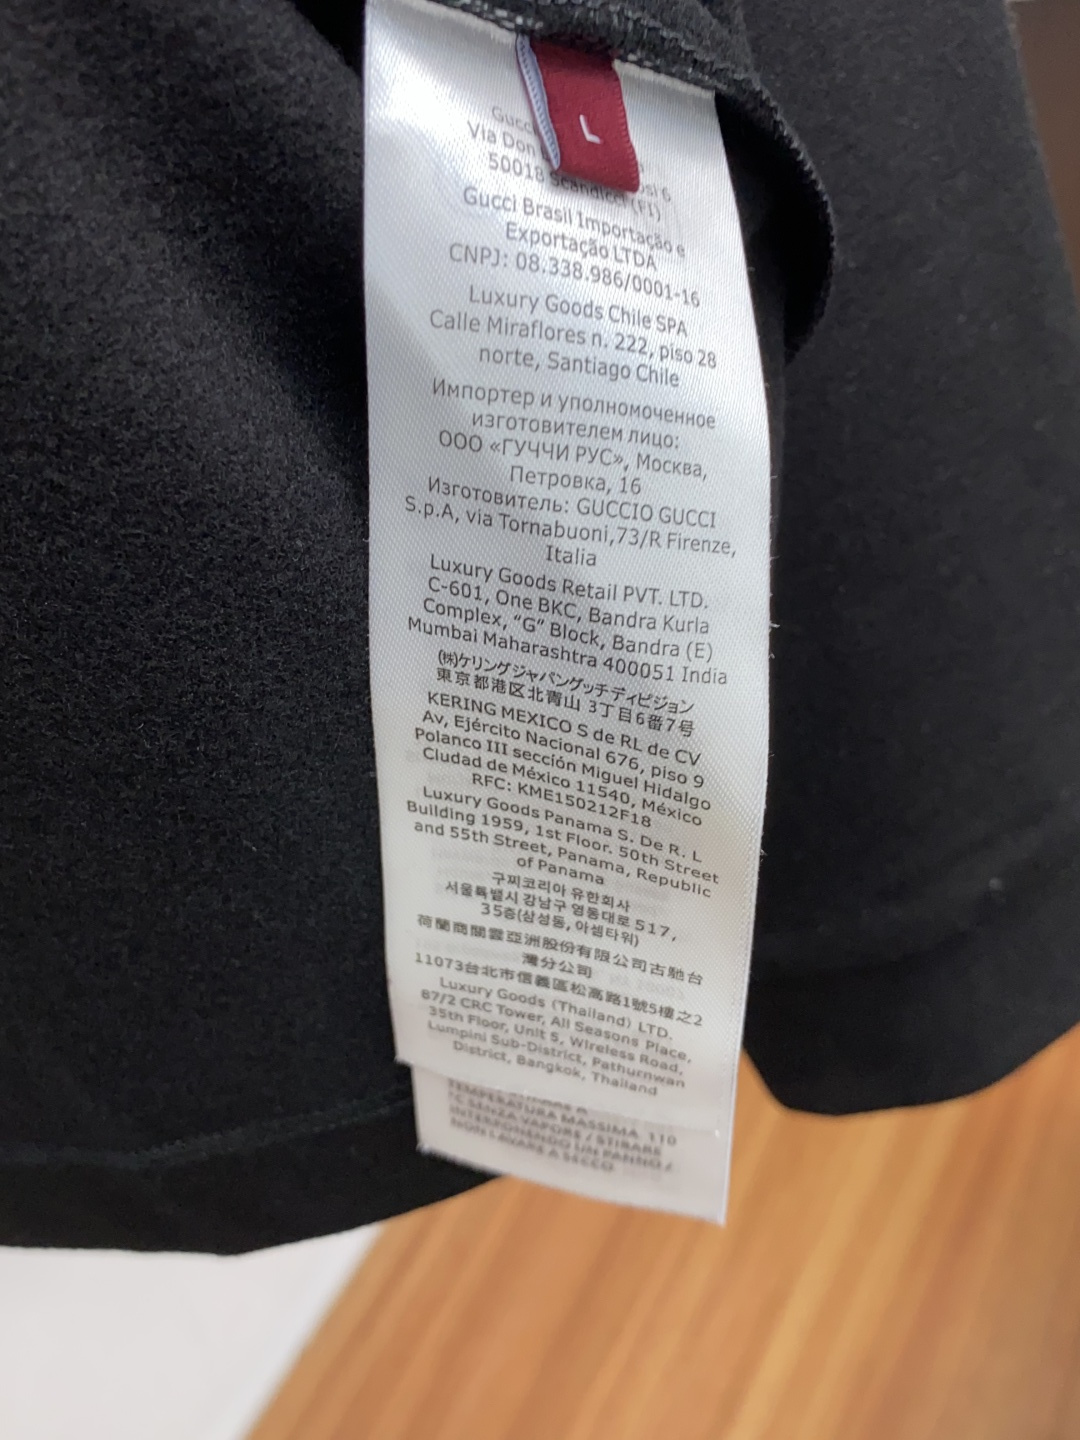 L
Gucci
Via Don
50018 Scandicci (FI)
Gucci Brasil Importação e
Exportação LTDA
CNPJ: 08.338.986/0001-16
Luxury Goods Chile SPA
Calle Miraflores n. 222, piso 28
norte, Santiago Chile
Импортер и уполномоченное
изготовителем лицо:
ООО «ГУЧЧИ РУС», Москва,
Петровка, 16
Изготовитель: GUCCIO GUCCI
S.p.A, via Tornabuoni,73/R Firenze,
Italia
Luxury Goods Retail PVT. LTD.
C-601, One BKC, Bandra Kurla
Complex, "G" Block, Bandra (E)
Mumbai Maharashtra 400051 India
(株)ケリングジャパングッチディビジョン
東京都港区北青山 3丁目6番7号
KERING MEXICO S de RL de CV
Av, Ejército Nacional 676, piso 9
Polanco III sección Miguel Hidalgo
Ciudad de México 11540, México
RFC: KME150212F18
Luxury Goods Panama S. De R. L
Building 1959, 1st Floor. 50th Street
and 55th Street, Panama, Republic
of Panama
구찌코리아 유한회사
서울특별시 강남구 영동대로 517,
35층(삼성동, 아셈타워)
荷蘭商關雲亞洲股份有限公司古馳台
灣分公司
11073台北市信義區松高路1號5樓之2
Luxury Goods (Thailand) LTD.
87/2 CRC Tower, All Seasons Place,
35th Floor, Unit 5, Wireless Road,
Lumpini Sub-District, Pathumwan
District, Bangkok, Thailand
TEMPERATURA MASSIMA 110
°C SENZA VAPORE / STIRARE
INTERPONENDO UN PANNO /
NON LAVARE A SECCO